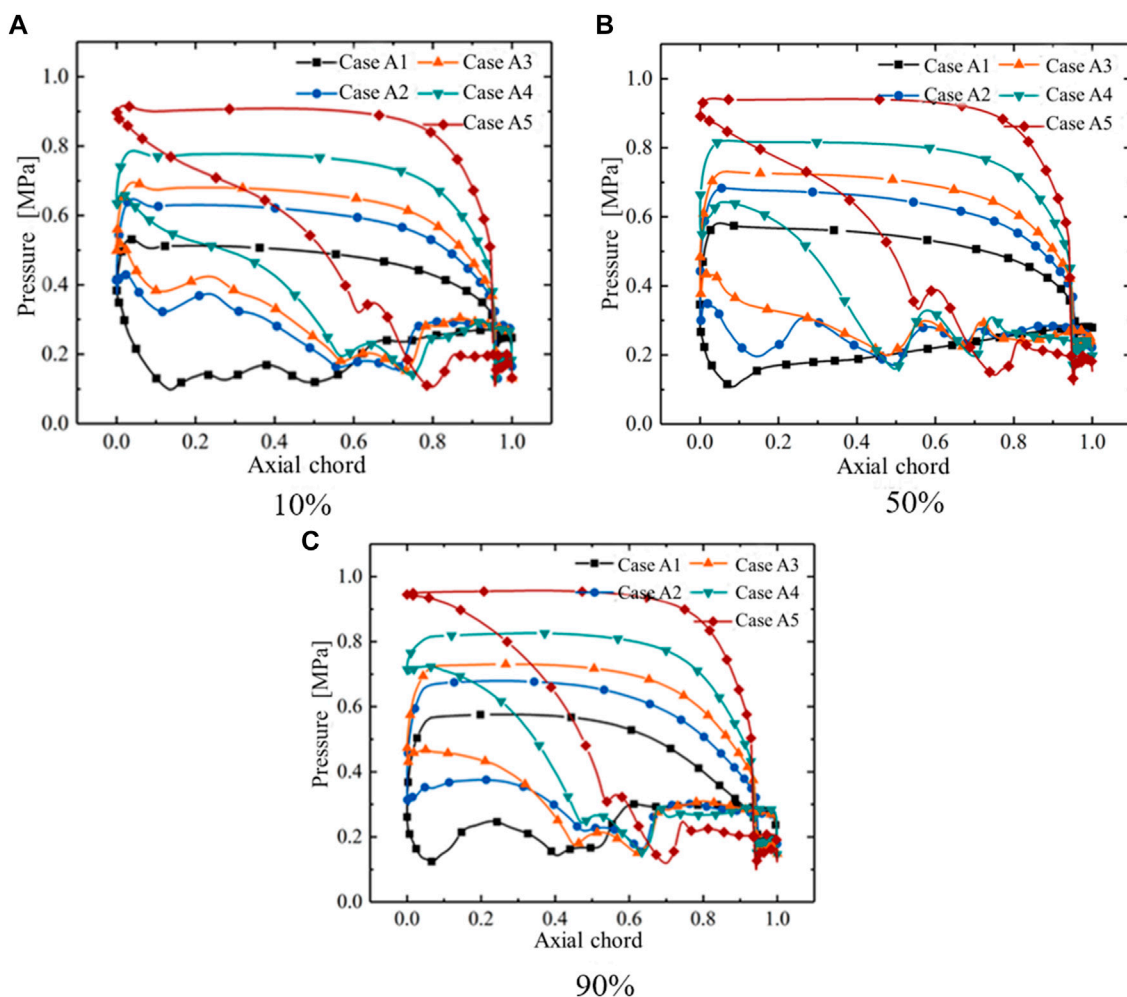 A
B
Case A1 Case A3
Case A2 Case A4
Case A5
Pressure [MPa]
1.0
0.8
0.6
0.4
0.2
0.0
0.0 0.2 0.4 0.6 0.8 1.0
Axial chord
10%
Case A1 Case A3
Case A2 Case A4
Case A5
Pressure [MPa]
1.0
0.8
0.6
0.4
0.2
0.0
0.0 0.2 0.4 0.6 0.8 1.0
Axial chord
50%
C
Case A1 Case A3
Case A2 Case A4
Case A5
Pressure [MPa]
1.0
0.8
0.6
0.4
0.2
0.0
0.0 0.2 0.4 0.6 0.8 1.0
Axial chord
90%